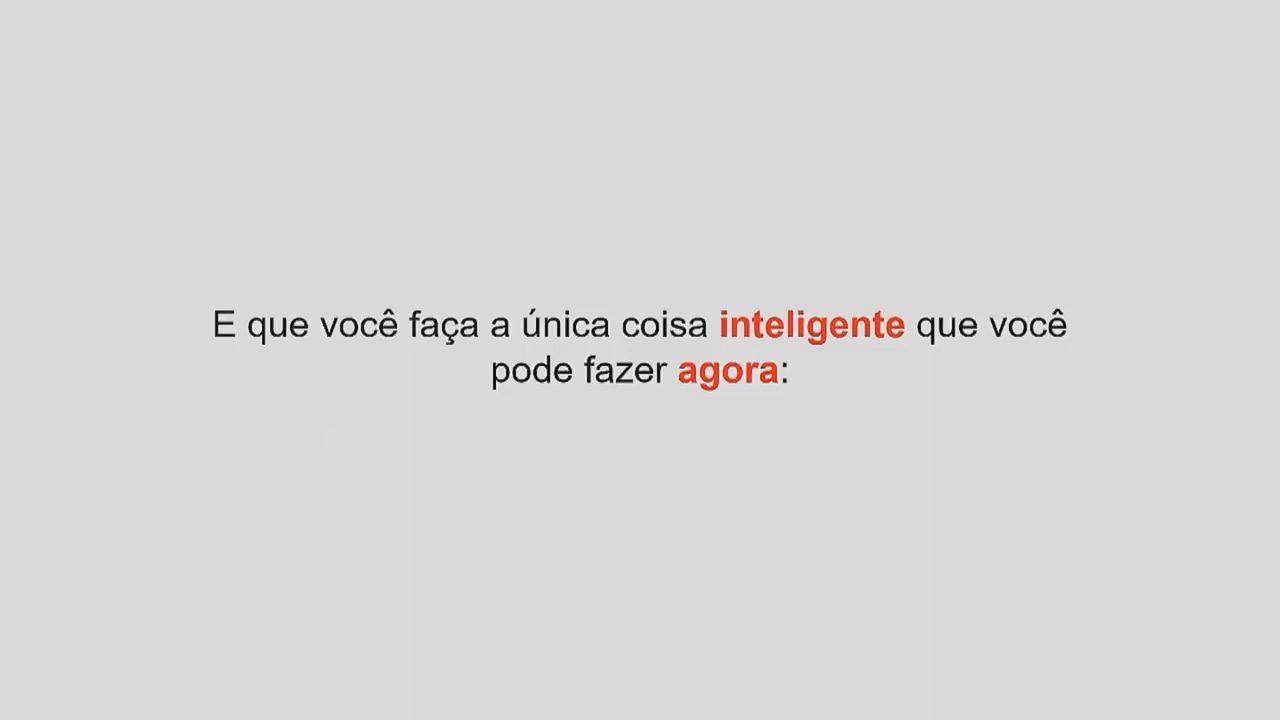 E que você faça a única coisa inteligente que você
pode fazer agora: